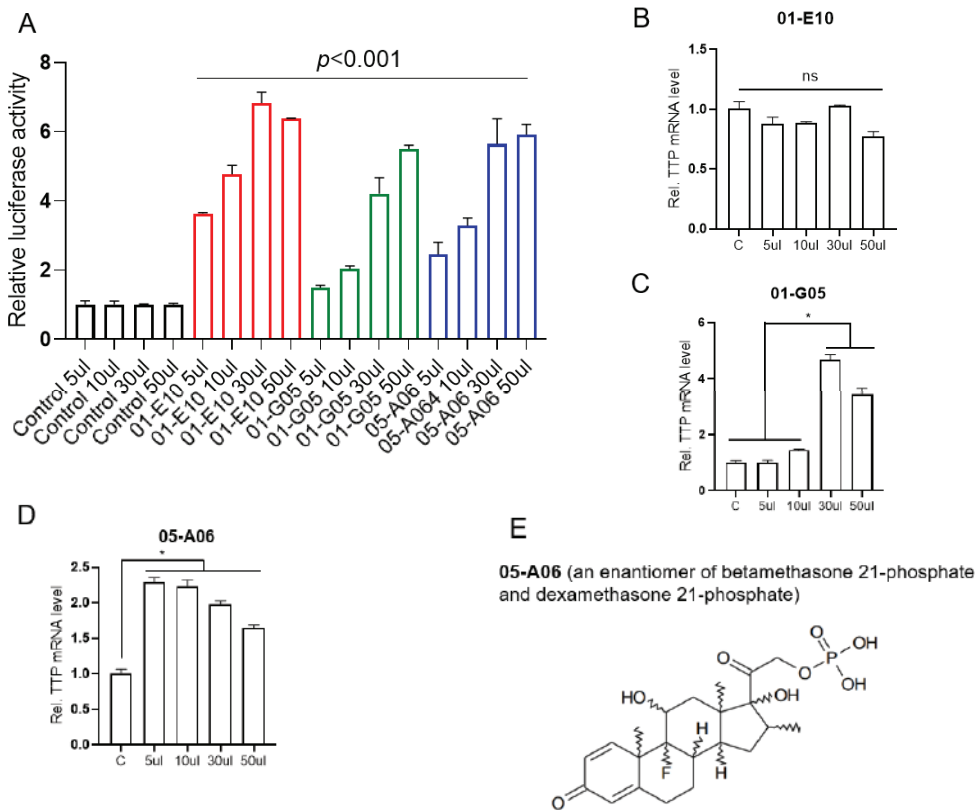 A
p<0.001
Relative luciferase activity
8
6
4
2
0
Control 5ul
Control 10ul
Control 30ul
Control 50ul
01-E10 5ul
01-E10 10ul
01-E10 30ul
01-E10 50ul
01-G05 5ul
01-G05 10ul
01-G05 30ul
01-G05 50ul
05-A06 5ul
05-A064 10ul
05-A06 30ul
05-A06 50ul
B
01-E10
ns
Rel. TTP mRNA level
1.5
1.0
0.5
0.0
C 5ul 10ul 30ul 50ul
C
01-G05
*
Rel. TTP mRNA level
6
4
2
0
C 5ul 10ul 30ul 50ul
D
05-A06
*
Rel. TTP mRNA level
2.5
2.0
1.5
1.0
0.5
0.0
C 5ul 10ul 30ul 50ul
E
05-A06 (an enantiomer of betamethasone 21-phosphate
and dexamethasone 21-phosphate)
O
P
OH
O
O
OH
HO
OH
H
F
H
O